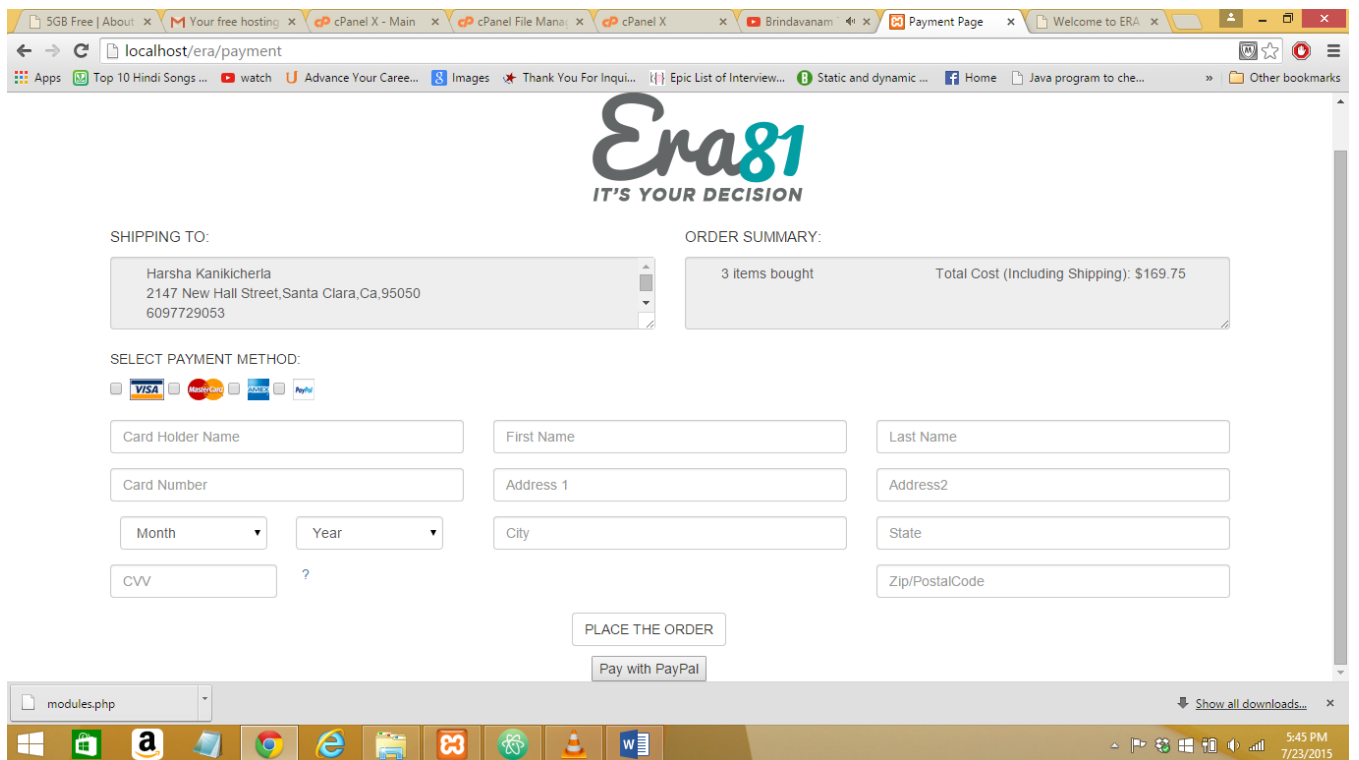 5GB Free | About
Your free hosting
cPanel X - Main
cPanel File Manac
cPanel X
Brindavanam
Payment Page
Welcome to ERA
localhost/era/payment
Apps Top 10 Hindi Songs ... watch Advance Your Caree... Images Thank You For Inqui... Epic List of Interview... Static and dynamic ... Home Java program to che... » Other bookmarks
Era81
IT'S YOUR DECISION
SHIPPING TO: ORDER SUMMARY:
Harsha Kanikicherla
2147 New Hall Street,Santa Clara,Ca,95050
6097729053
3 items bought Total Cost (Including Shipping): $169.75
SELECT PAYMENT METHOD:
VISA MasterCard AMEX PayPal
Card Holder Name First Name Last Name
Card Number Address 1 Address2
Month Year City State
CVV ? Zip/PostalCode
PLACE THE ORDER
Pay with PayPal
modules.php Show all downloads...
5:45 PM
7/23/2015